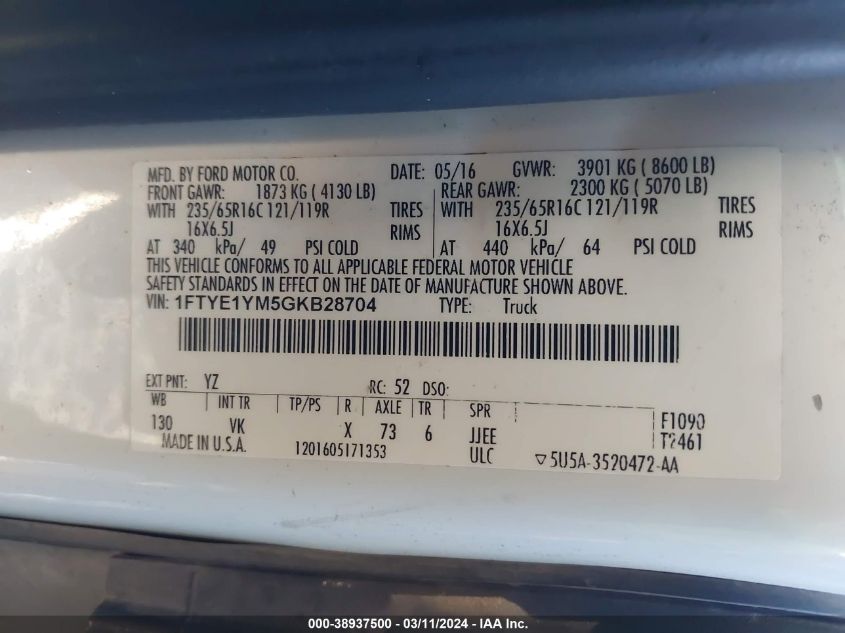 MFD. BY FORD MOTOR CO. DATE: 05/16 GVWR: 3901 KG ( 8600 LB)
FRONT GAWR: 1873 KG ( 4130 LB) REAR GAWR: 2300 KG ( 5070 LB)
WITH 235/65R16C 121/119R TIRES WITH 235/65R16C 121/119R TIRES
16X6.5J RIMS 16X6.5J RIMS
AT 340 kPa/ 49 PSI COLD AT 440 kPa/ 64 PSI COLD
THIS VEHICLE CONFORMS TO ALL APPLICABLE FEDERAL MOTOR VEHICLE
SAFETY STANDARDS IN EFFECT ON THE DATE OF MANUFACTURE SHOWN ABOVE.
VIN: 1FTYE1YM5GKB28704 TYPE: Truck
EXT PNT: YZ RC: 52 DSO:
WB INT TR TP/PS R AXLE TR SPR F1090
130 VK X 73 6 JJEE T2461
MADE IN U.S.A. 1201605171353 ULC ▽5U5A-3520472-AA
000-38937500 - 03/11/2024 - IAA Inc.